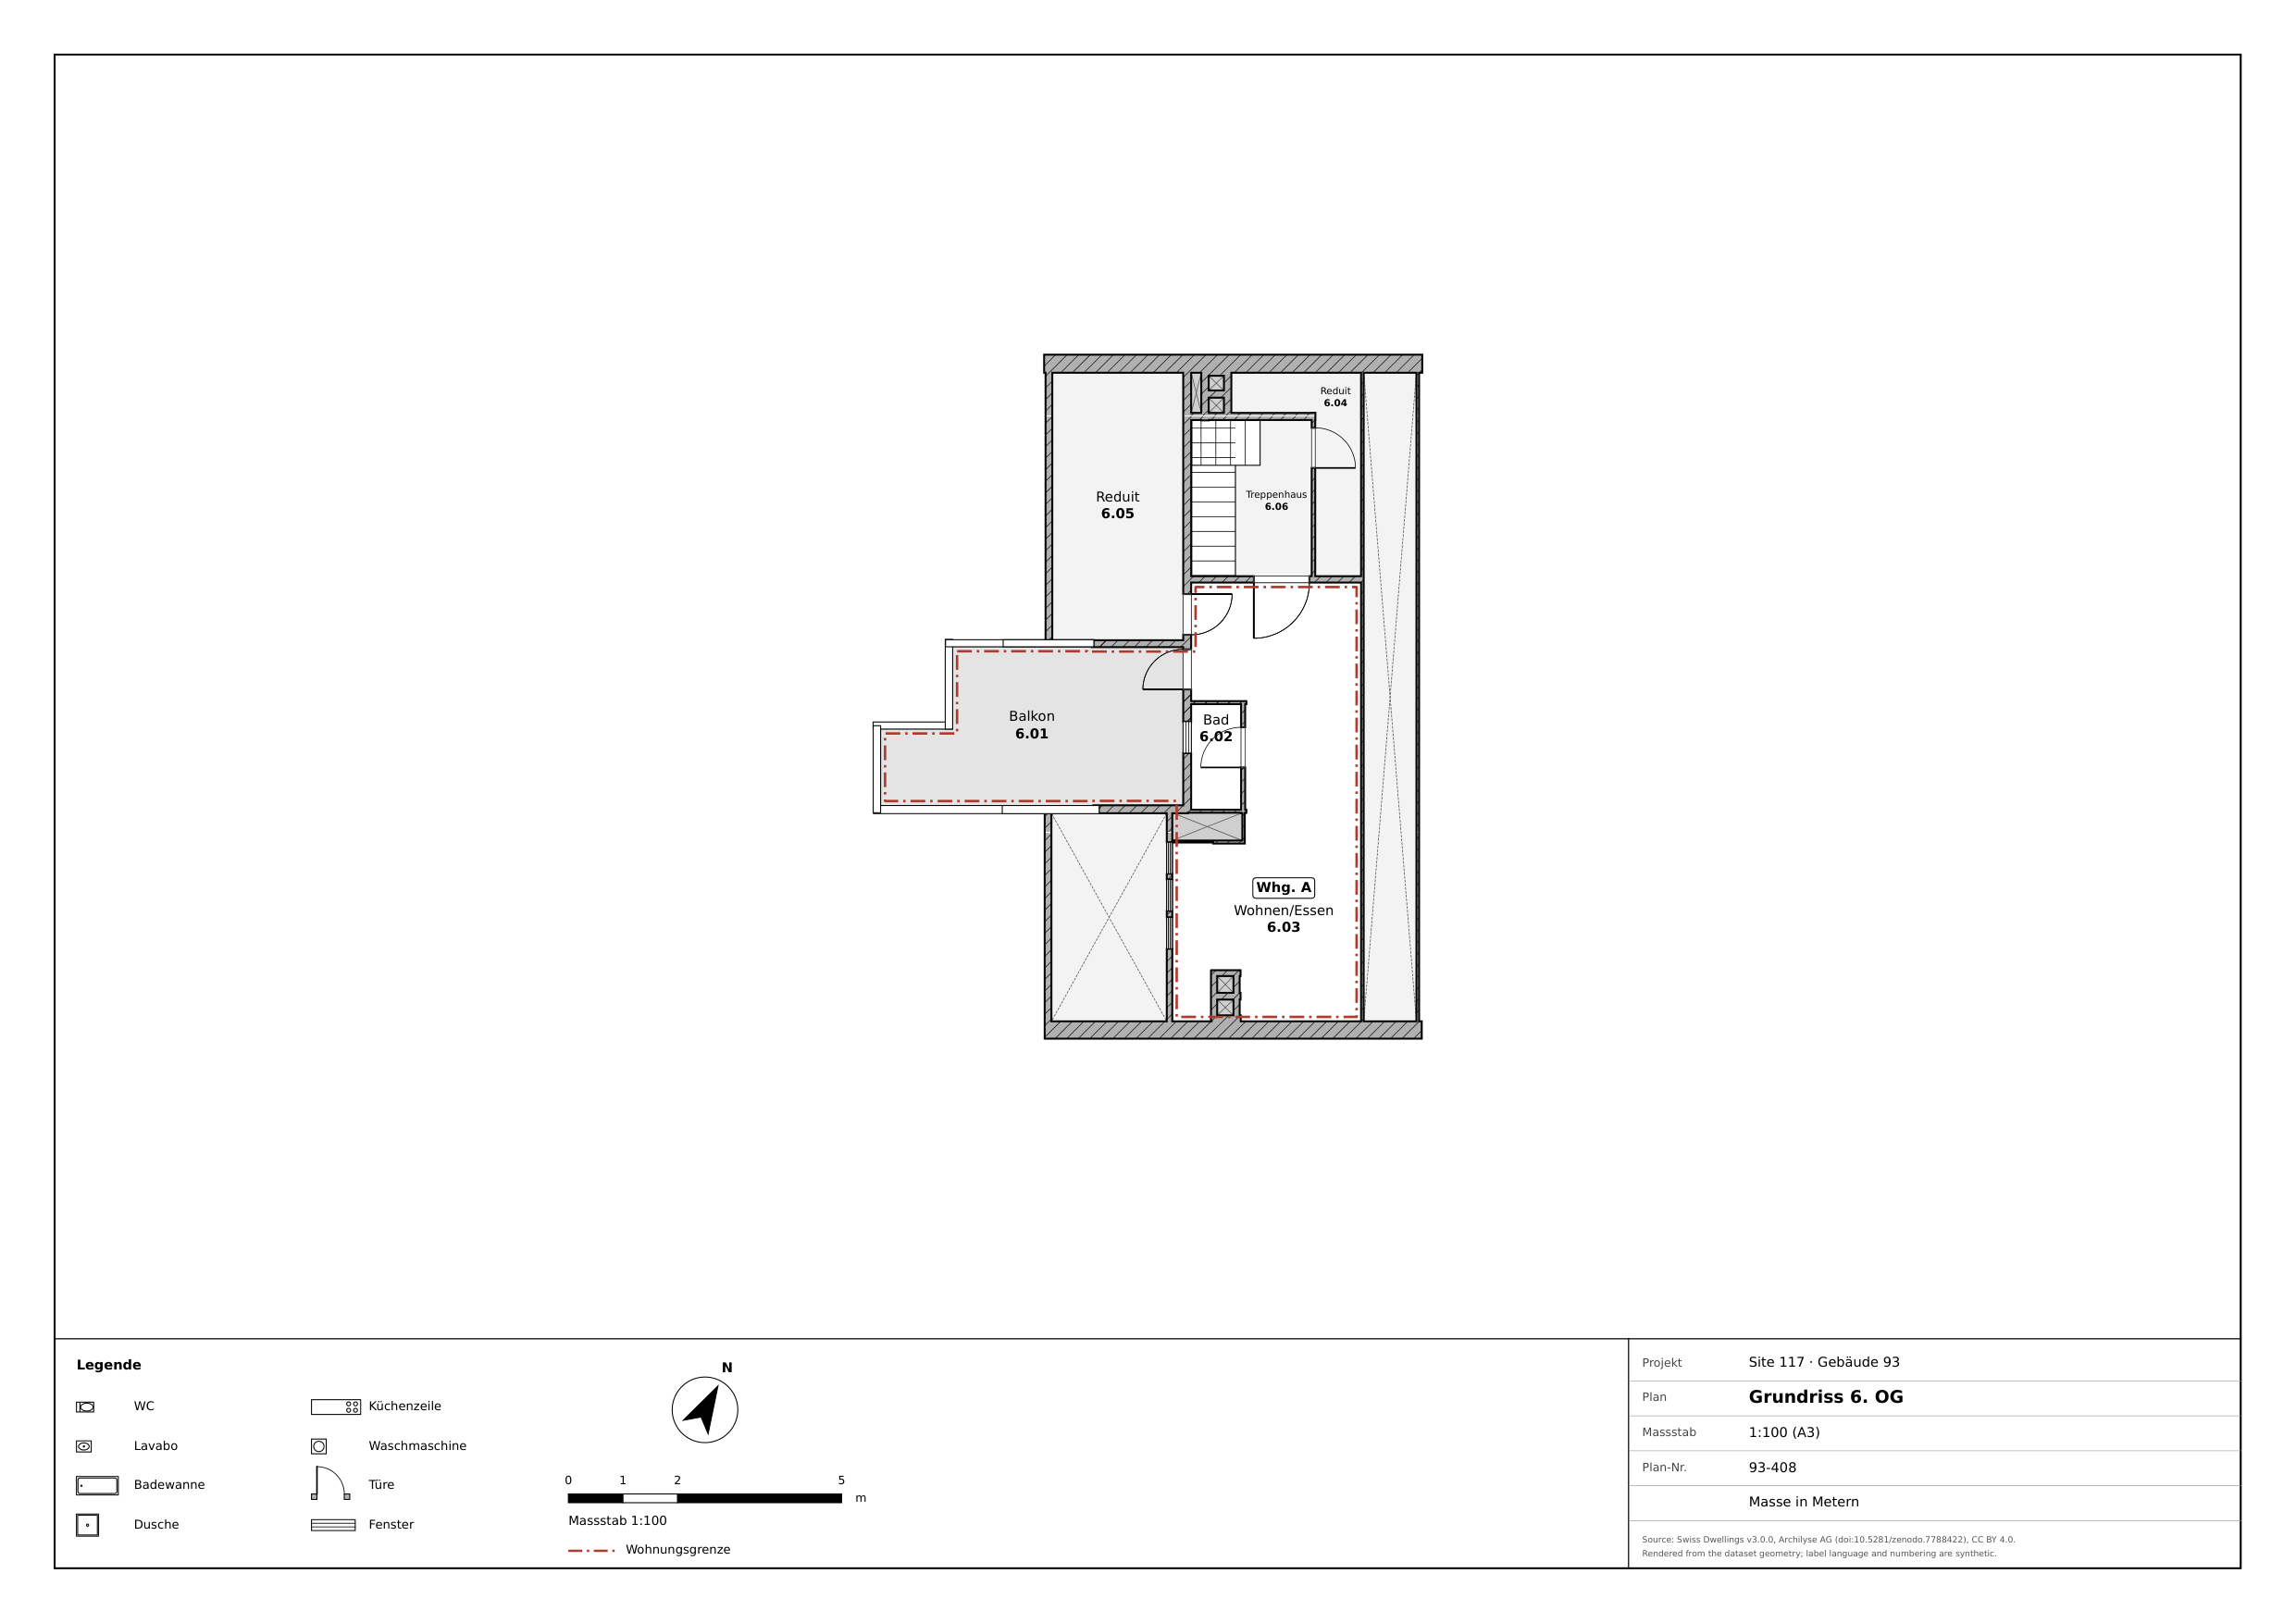 Reduit
6.04
Reduit
6.05
Treppenhaus
6.06
Balkon
6.01
Bad
6.02
Whg. A
Wohnen/Essen
6.03
Legende
WC
Lavabo
Badewanne
Dusche
Küchenzeile
Waschmaschine
Türe
Fenster
N
0 1 2 5 m
Massstab 1:100
Wohnungsgrenze
Projekt Site 117 · Gebäude 93
Plan Grundriss 6. OG
Massstab 1:100 (A3)
Plan-Nr. 93-408
Masse in Metern
Source: Swiss Dwellings v3.0.0, Archilyse AG (doi:10.5281/zenodo.7788422), CC BY 4.0.
Rendered from the dataset geometry; label language and numbering are synthetic.